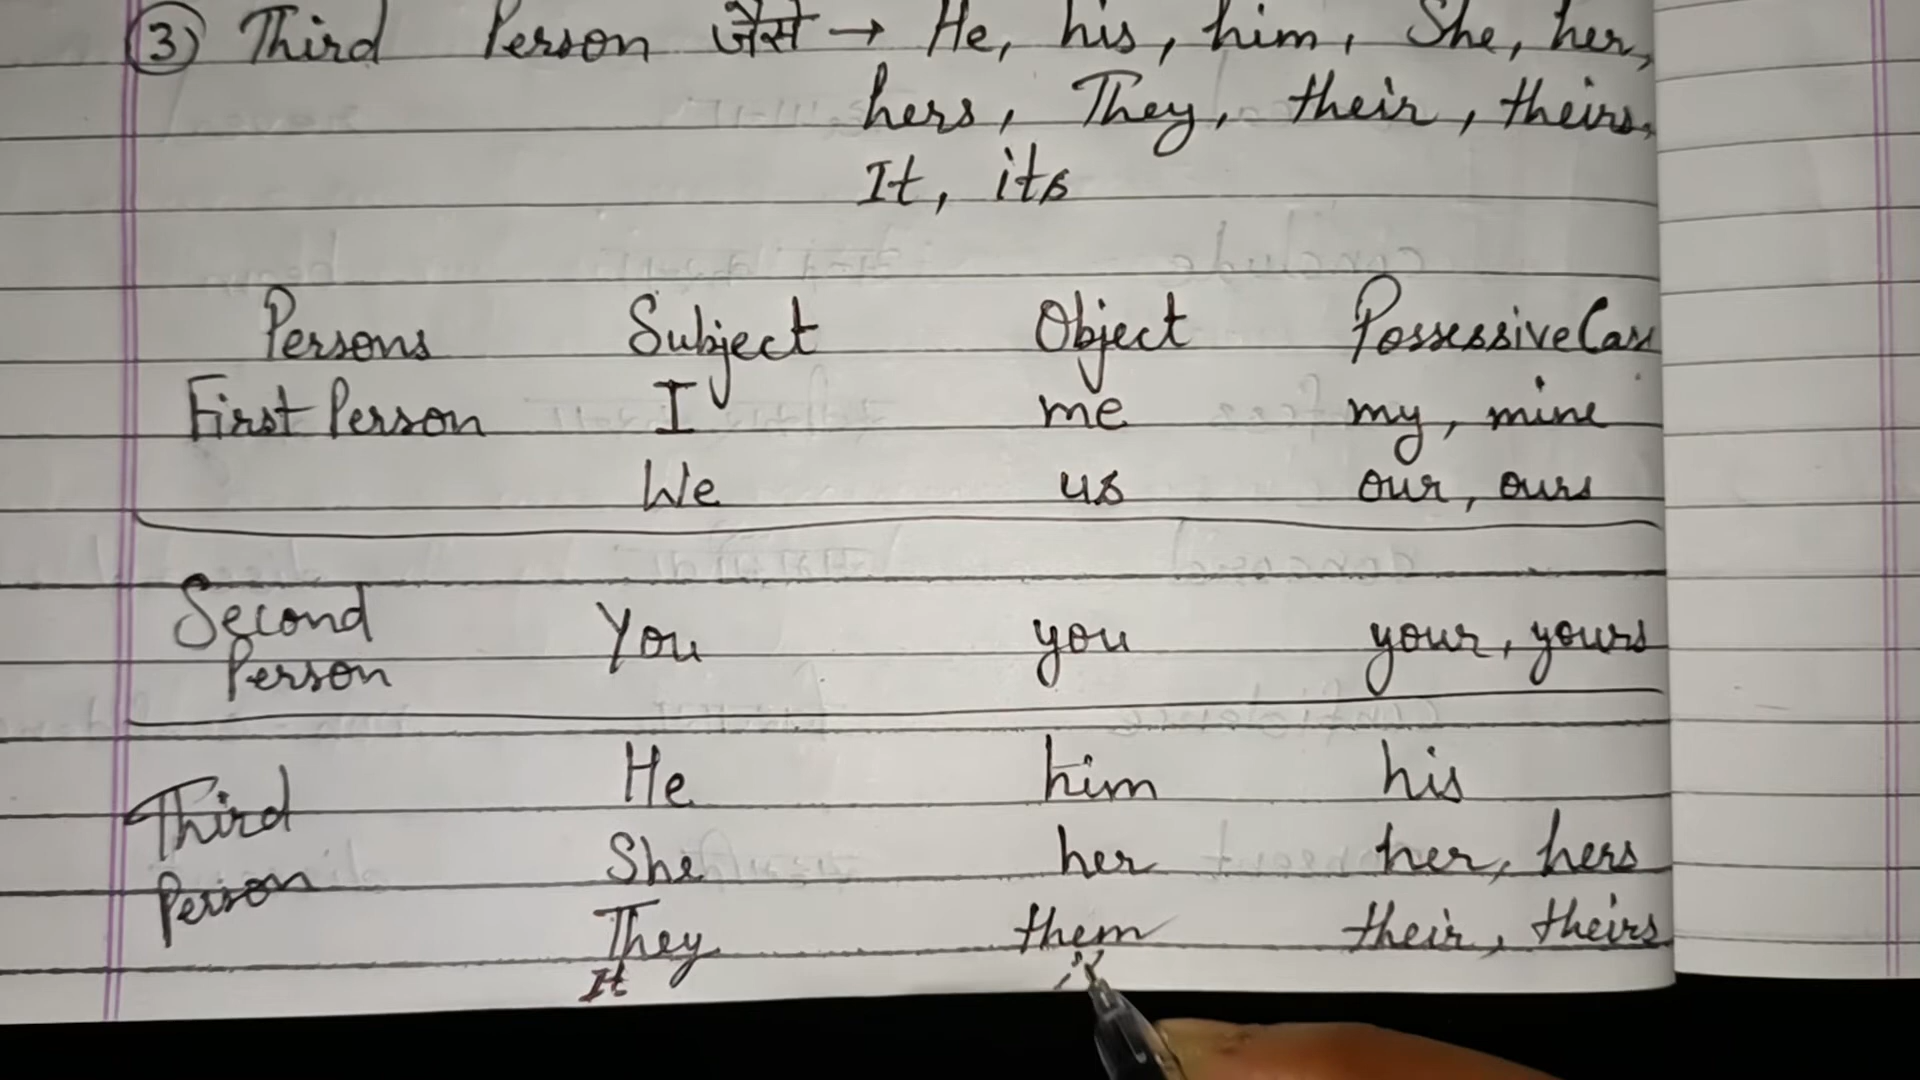 ③ Third Person जैसे → He, his, him, She, her,
hers, They, their, theirs,
It, its
Persons Subject Object Possessive Cas
First Person I me my, mine
We us our, ours
Second Person You you your, yours
Third Person He him his
She her her, hers
They them their, theirs
It